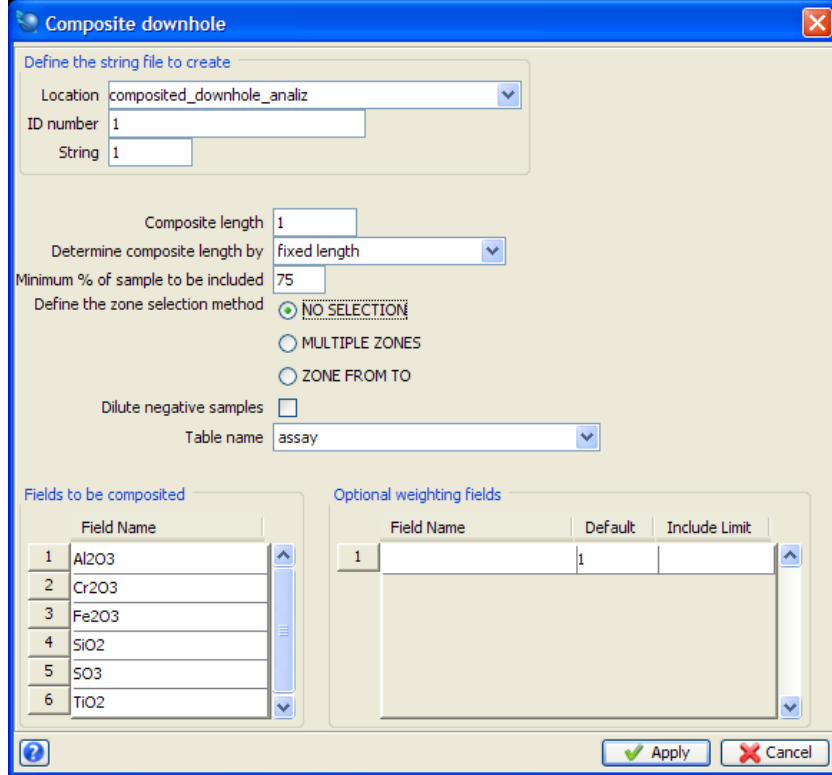 Composite downhole
Define the string file to create
Location composited_downhole_analiz
ID number 1
String 1
Composite length 1
Determine composite length by fixed length
Minimum % of sample to be included 75
Define the zone selection method NO SELECTION
MULTIPLE ZONES
ZONE FROM TO
Dilute negative samples
Table name assay
Fields to be composited
Field Name
1 Al2O3
2 Cr2O3
3 Fe2O3
4 SiO2
5 SO3
6 TiO2
Optional weighting fields
Field Name Default Include Limit
1 1
? Apply Cancel